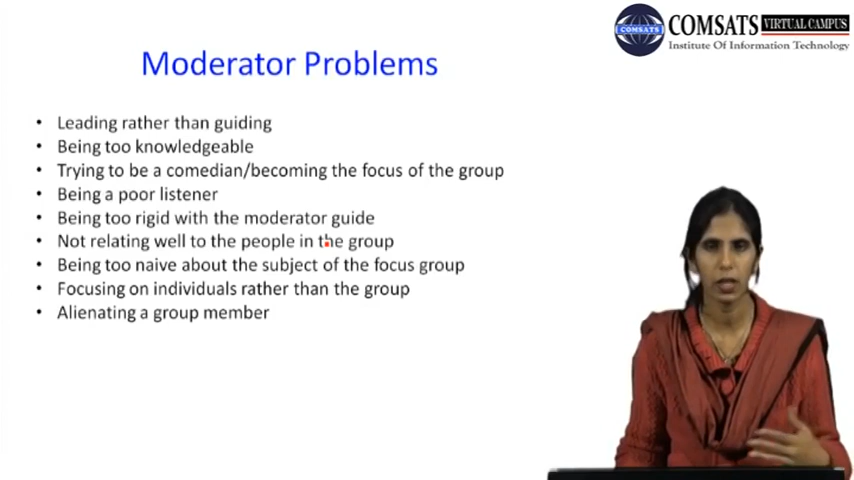 COMSATS VIRTUAL CAMPUS
COMSATS
Institute Of Information Technology
Moderator Problems
• Leading rather than guiding
• Being too knowledgeable
• Trying to be a comedian/becoming the focus of the group
• Being a poor listener
• Being too rigid with the moderator guide
• Not relating well to the people in the group
• Being too naive about the subject of the focus group
• Focusing on individuals rather than the group
• Alienating a group member